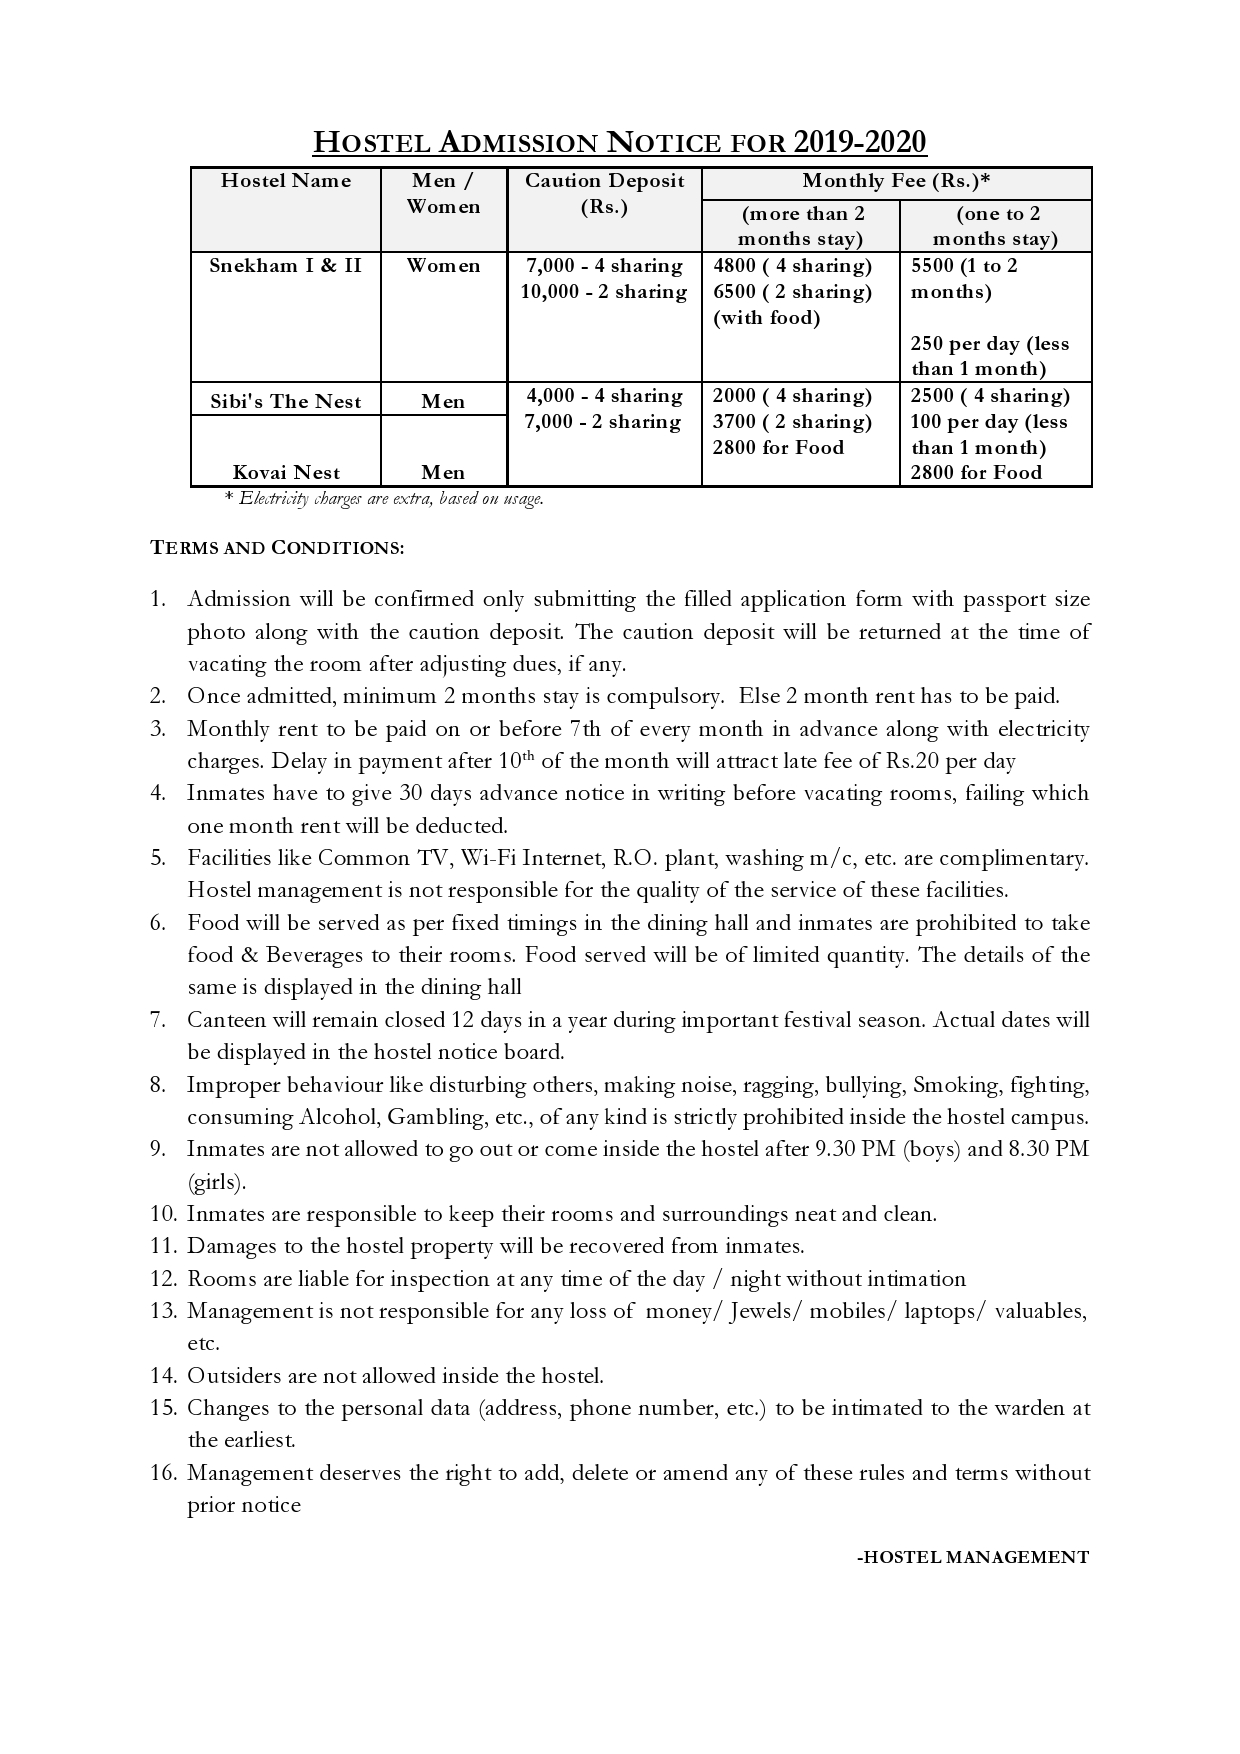 HOSTEL ADMISSION NOTICE FOR 2019-2020
Hostel Name
Men /
Women
Caution Deposit
(Rs.)
Monthly Fee (Rs.)*
(more than 2
months stay)
(one to 2
months stay)
Snekham I & II
Women
7,000 - 4 sharing
10,000 - 2 sharing
4800 ( 4 sharing)
6500 ( 2 sharing)
(with food)
5500 (1 to 2
months)
250 per day (less
than 1 month)
Sibi's The Nest
Men
4,000 - 4 sharing
7,000 - 2 sharing
2000 ( 4 sharing)
3700 ( 2 sharing)
2800 for Food
2500 ( 4 sharing)
100 per day (less
than 1 month)
2800 for Food
Kovai Nest
Men
* Electricity charges are extra, based on usage.
TERMS AND CONDITIONS:
1. Admission will be confirmed only submitting the filled application form with passport size
photo along with the caution deposit. The caution deposit will be returned at the time of
vacating the room after adjusting dues, if any.
2. Once admitted, minimum 2 months stay is compulsory. Else 2 month rent has to be paid.
3. Monthly rent to be paid on or before 7th of every month in advance along with electricity
charges. Delay in payment after 10th of the month will attract late fee of Rs.20 per day
4. Inmates have to give 30 days advance notice in writing before vacating rooms, failing which
one month rent will be deducted.
5. Facilities like Common TV, Wi-Fi Internet, R.O. plant, washing m/c, etc. are complimentary.
Hostel management is not responsible for the quality of the service of these facilities.
6. Food will be served as per fixed timings in the dining hall and inmates are prohibited to take
food & Beverages to their rooms. Food served will be of limited quantity. The details of the
same is displayed in the dining hall
7. Canteen will remain closed 12 days in a year during important festival season. Actual dates will
be displayed in the hostel notice board.
8. Improper behaviour like disturbing others, making noise, ragging, bullying, Smoking, fighting,
consuming Alcohol, Gambling, etc., of any kind is strictly prohibited inside the hostel campus.
9. Inmates are not allowed to go out or come inside the hostel after 9.30 PM (boys) and 8.30 PM
(girls).
10. Inmates are responsible to keep their rooms and surroundings neat and clean.
11. Damages to the hostel property will be recovered from inmates.
12. Rooms are liable for inspection at any time of the day / night without intimation
13. Management is not responsible for any loss of money/ Jewels/ mobiles/ laptops/ valuables,
etc.
14. Outsiders are not allowed inside the hostel.
15. Changes to the personal data (address, phone number, etc.) to be intimated to the warden at
the earliest.
16. Management deserves the right to add, delete or amend any of these rules and terms without
prior notice
-HOSTEL MANAGEMENT